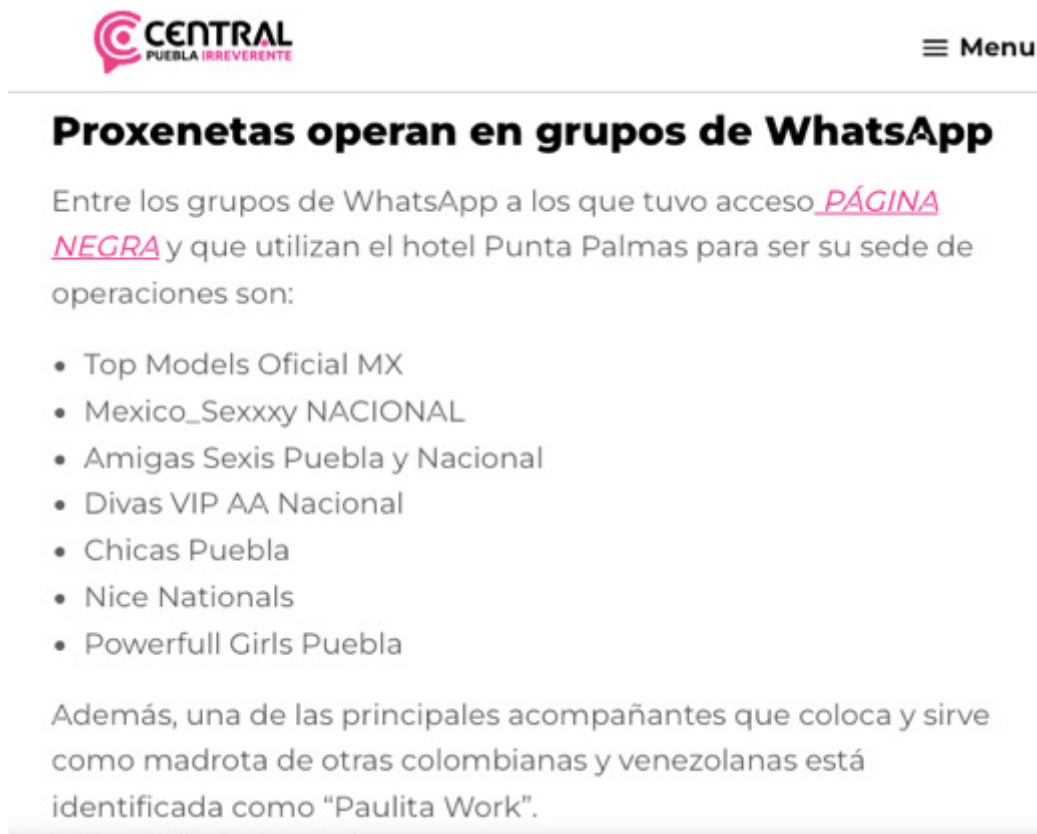 CENTRAL
PUEBLA IRREVERENTE
Menu
Proxenetas operan en grupos de WhatsApp
Entre los grupos de WhatsApp a los que tuvo acceso PÁGINA
NEGRA y que utilizan el hotel Punta Palmas para ser su sede de
operaciones son:
• Top Models Oficial MX
• Mexico_Sexxxy NACIONAL
• Amigas Sexis Puebla y Nacional
• Divas VIP AA Nacional
• Chicas Puebla
• Nice Nationals
• Powerfull Girls Puebla
Además, una de las principales acompañantes que coloca y sirve
como madrota de otras colombianas y venezolanas está
identificada como “Paulita Work”.